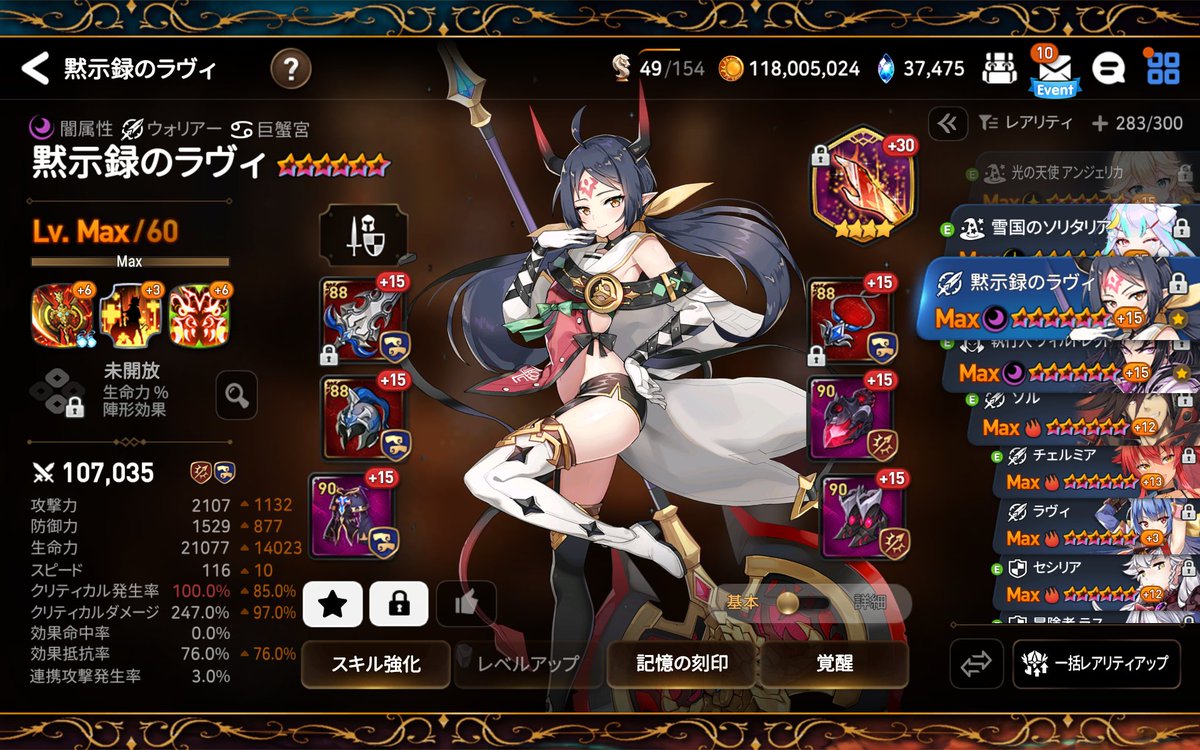 黙示録のラヴィ
?
49/154
118,005,024
37,475
10
Event
闇属性 ウォリアー 巨蟹宮
黙示録のラヴィ
Lv. Max/60
Max
+6
+3
+6
未開放
生命力 %
陣形効果
107,035
攻撃力 2107 1132
防御力 1529 877
生命力 21077 14023
スピード 116 10
クリティカル発生率 100.0% 85.0%
クリティカルダメージ 247.0% 97.0%
効果命中率 0.0%
効果抵抗率 76.0% 76.0%
連携攻撃発生率 3.0%
88 +15
88 +15
90 +15
+30
88 +15
90 +15
90 +15
基本 詳細
スキル強化
レベルアップ
記憶の刻印
覚醒
レアリティ
283/300
E 光の天使 アンジェリカ
E 雪国のソリタリア
黙示録のラヴィ
Max +15
E
Max +15
E ソル
Max +12
E チェルミア
Max +13
ラヴィ
Max +3
E セシリア
Max +12
一括レアリティアップ